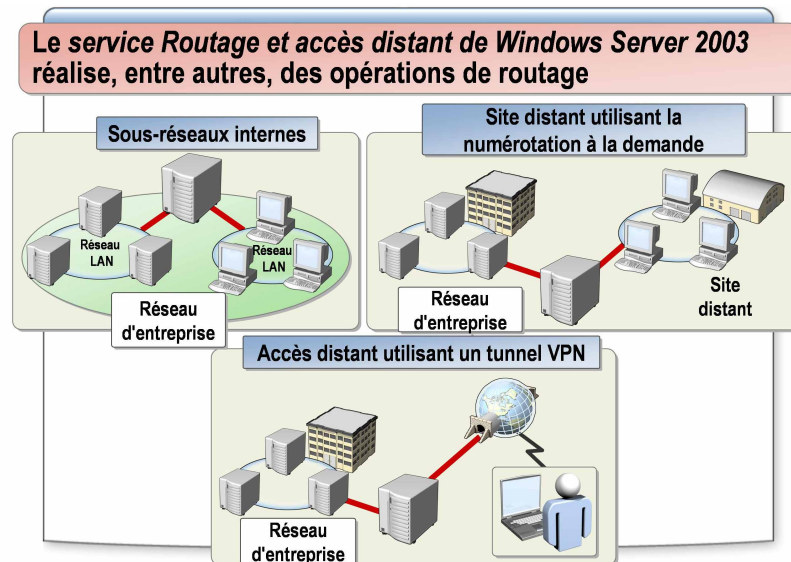 Le service Routage et accès distant de Windows Server 2003
réalise, entre autres, des opérations de routage
Sous-réseaux internes
Réseau
LAN
Réseau
LAN
Réseau
d'entreprise
Site distant utilisant la
numérotation à la demande
Réseau
d'entreprise
Site
distant
Accès distant utilisant un tunnel VPN
Réseau
d'entreprise